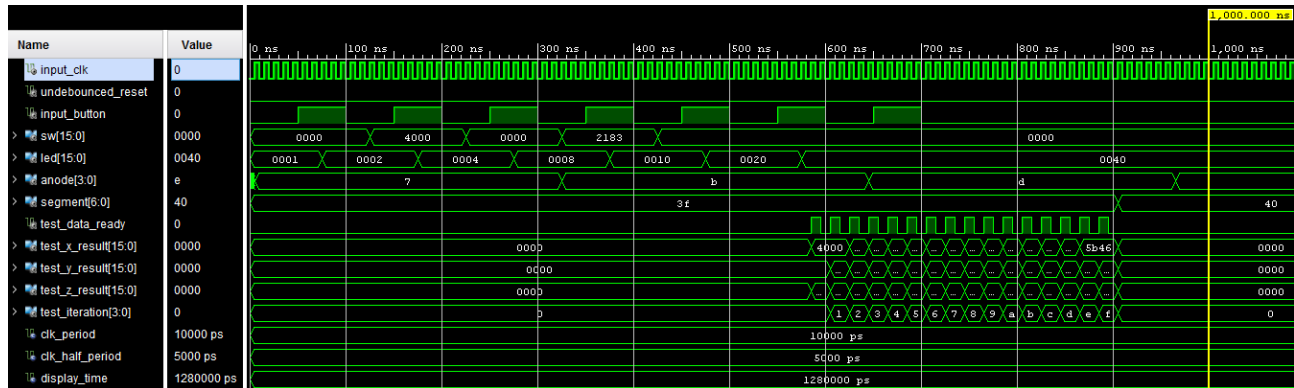 1,000.000 ns
Name Value 0 ns 100 ns 200 ns 300 ns 400 ns 500 ns 600 ns 700 ns 800 ns 900 ns 1,000 ns
input_clk 0
undebounced_reset 0
input_button 0
sw[15:0] 0000 0000 4000 0000 2183 0000
led[15:0] 0040 0001 0002 0004 0008 0010 0020 0040
anode[3:0] e 7 b d
segment[6:0] 40 3f 40
test_data_ready 0
test_x_result[15:0] 0000 0000 4000 ... ... ... ... ... ... ... ... ... ... ... ... 5b46 0000
test_y_result[15:0] 0000 0000 ... ... ... ... ... ... ... ... ... ... ... ... ... ... ... 0000
test_z_result[15:0] 0000 0000 ... ... ... ... ... ... ... ... ... ... ... ... ... ... ... ... 0000
test_iteration[3:0] 0 0 1 2 3 4 5 6 7 8 9 a b c d e f 0
clk_period 10000 ps 10000 ps
clk_half_period 5000 ps 5000 ps
display_time 1280000 ps 1280000 ps